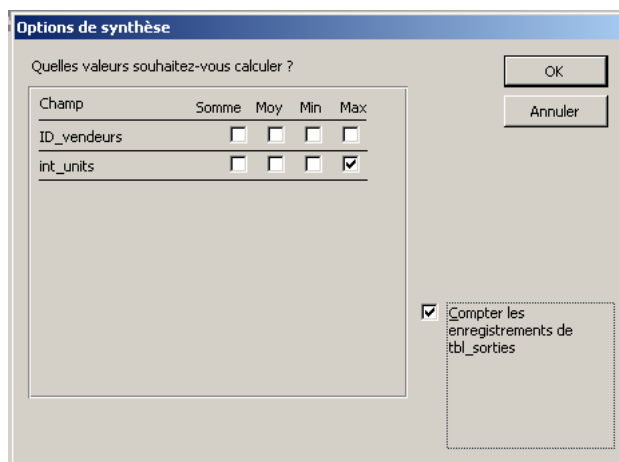 Options de synthèse
Quelles valeurs souhaitez-vous calculer ?
OK
Annuler
Champ Somme Moy Min Max
ID_vendeurs
int_units
Compter les
enregistrements de
tbl_sorties